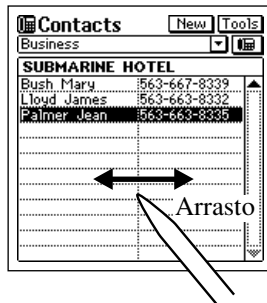 Contacts New Tools
Business
SUBMARINE HOTEL
Bush Mary 563-667-8339
Lloyd James 563-663-8332
Palmer Jean 563-663-8335
Arrasto